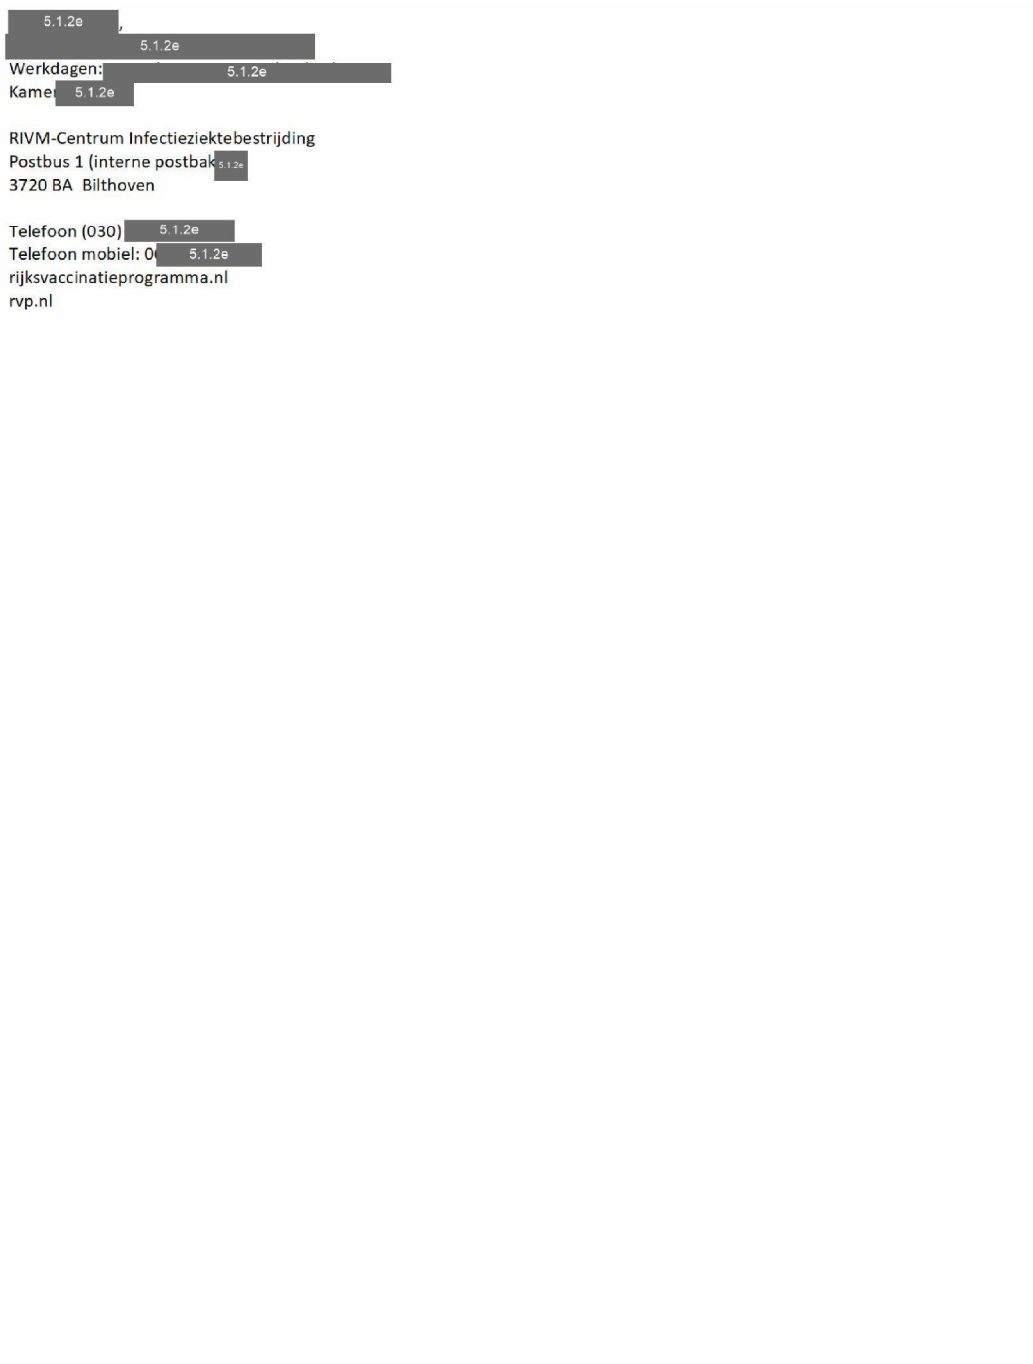 5.1.2e ,
5.1.2e
Werkdagen: 5.1.2e
Kamer 5.1.2e
RIVM-Centrum Infectieziektebestrijding
Postbus 1 (interne postbak 5.1.2e
3720 BA Bilthoven
Telefoon (030) 5.1.2e
Telefoon mobiel: 06 5.1.2e
rijksvaccinatieprogramma.nl
rvp.nl